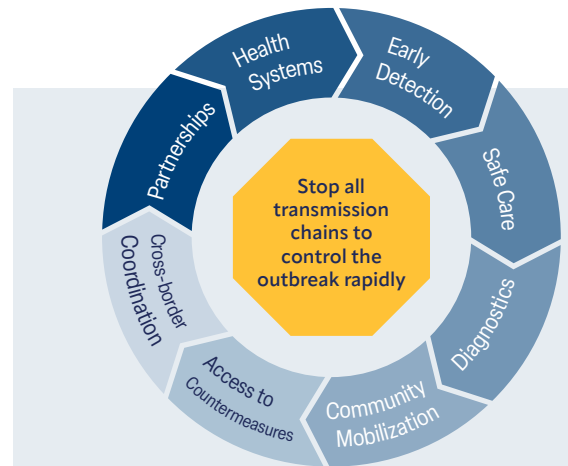 Health
Systems
Early
Detection
Safe Care
Diagnostics
Community
Mobilization
Access to
Countermeasures
Cross-border
Coordination
Partnerships
Stop all
transmission
chains to
control the
outbreak rapidly